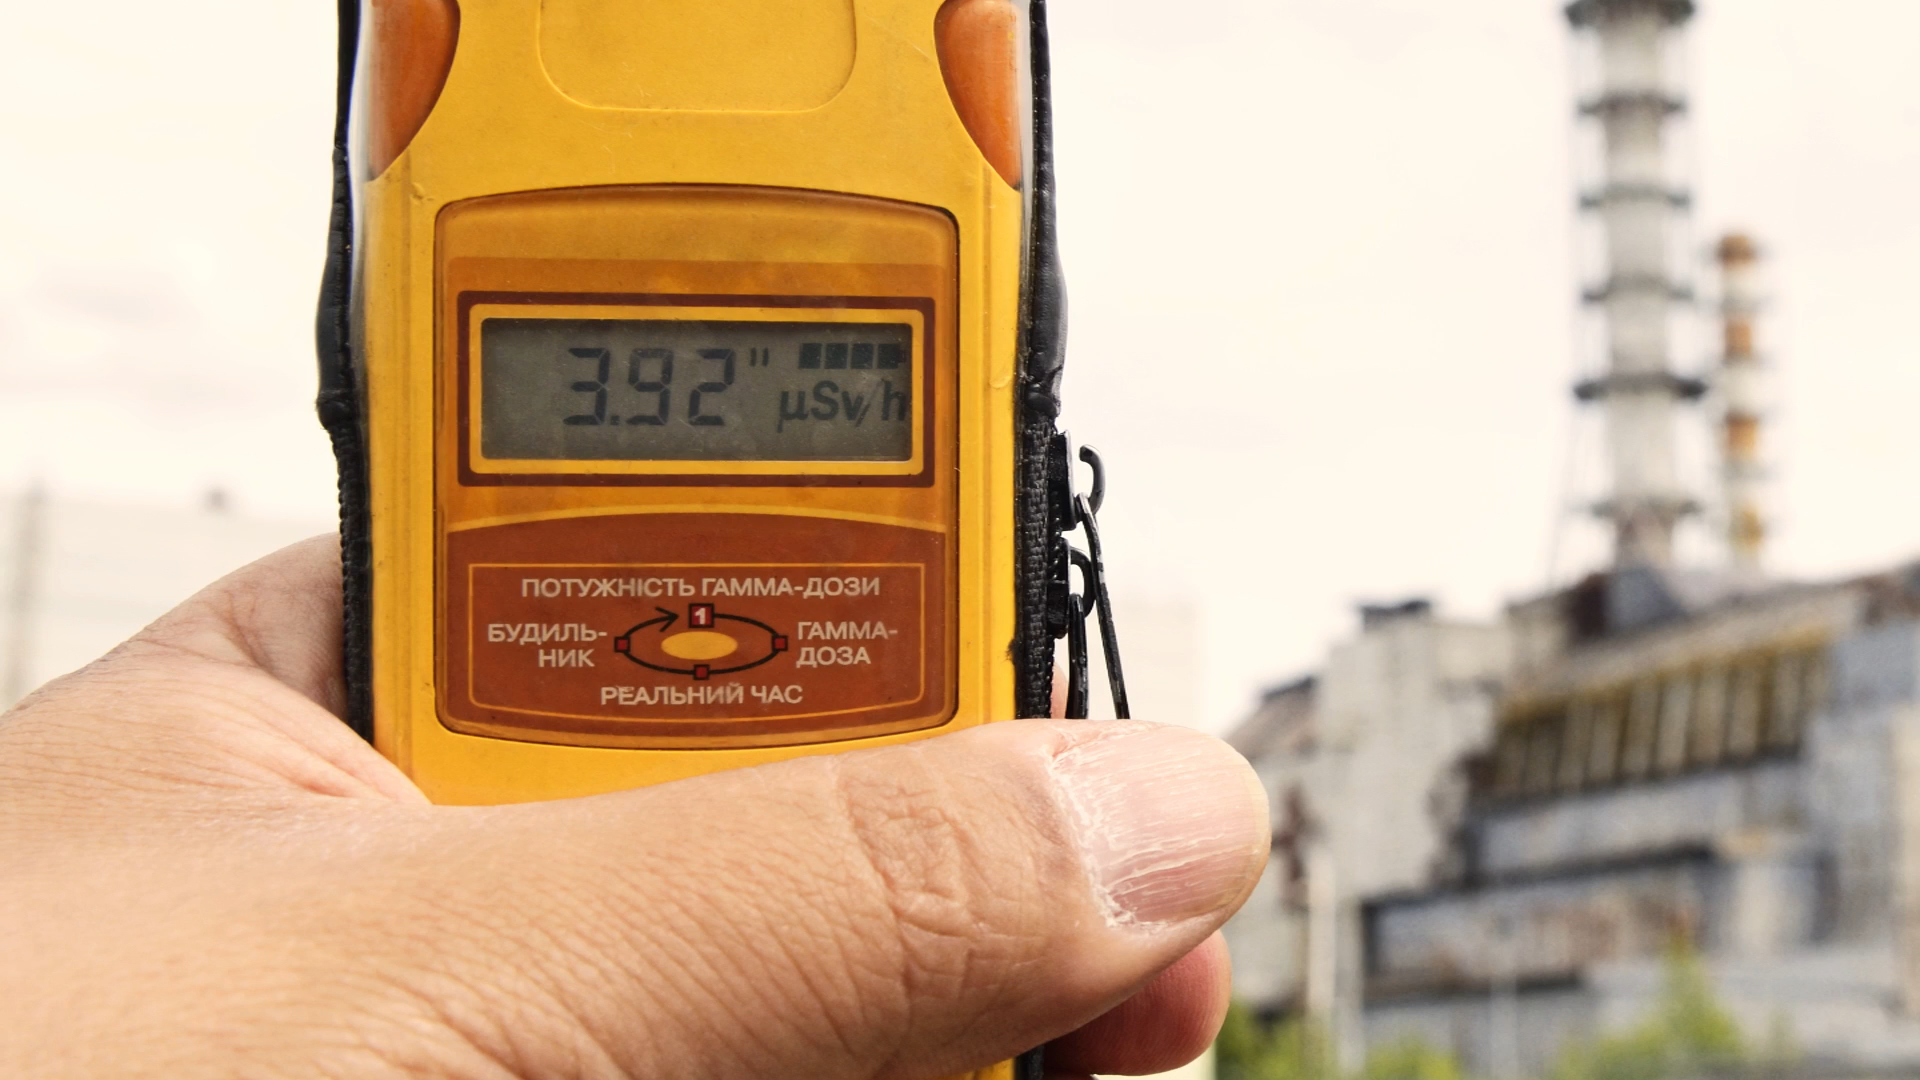 3.92" µSv/h
ПОТУЖНІСТЬ ГАММА-ДОЗИ
1
БУДИЛЬ-
НИК
ГАММА-
ДОЗА
РЕАЛЬНИЙ ЧАС